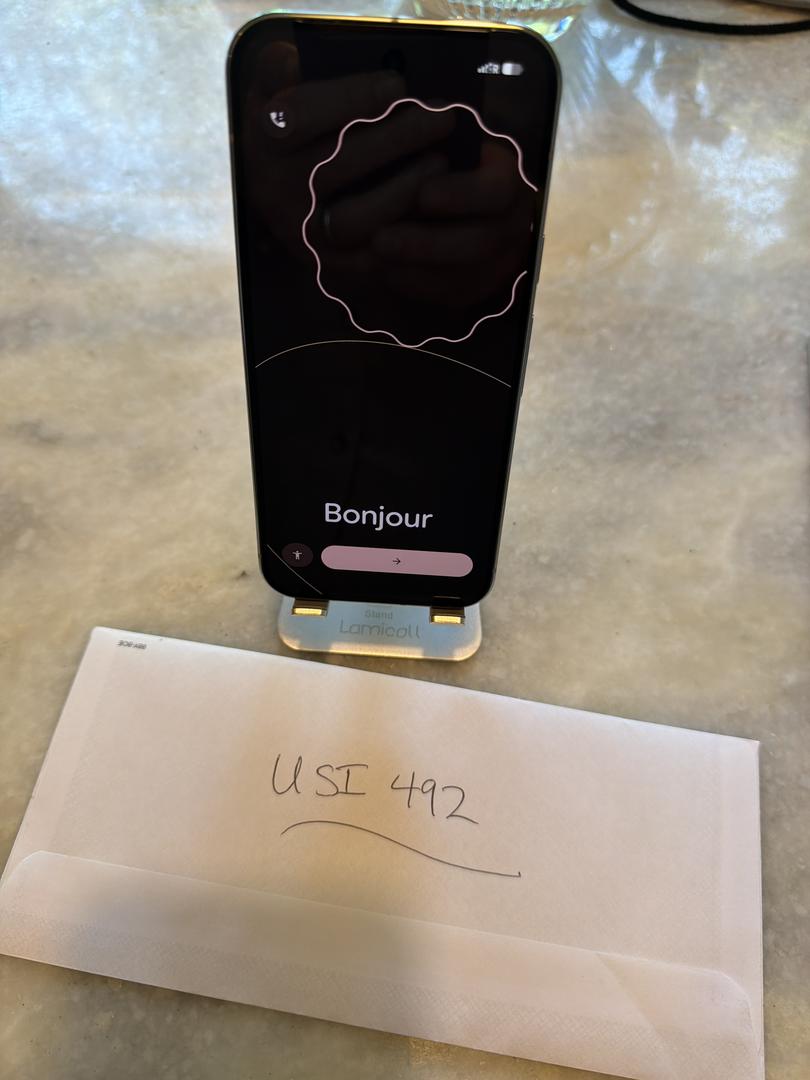 R
Bonjour
Stand
Lamicall
USI 492